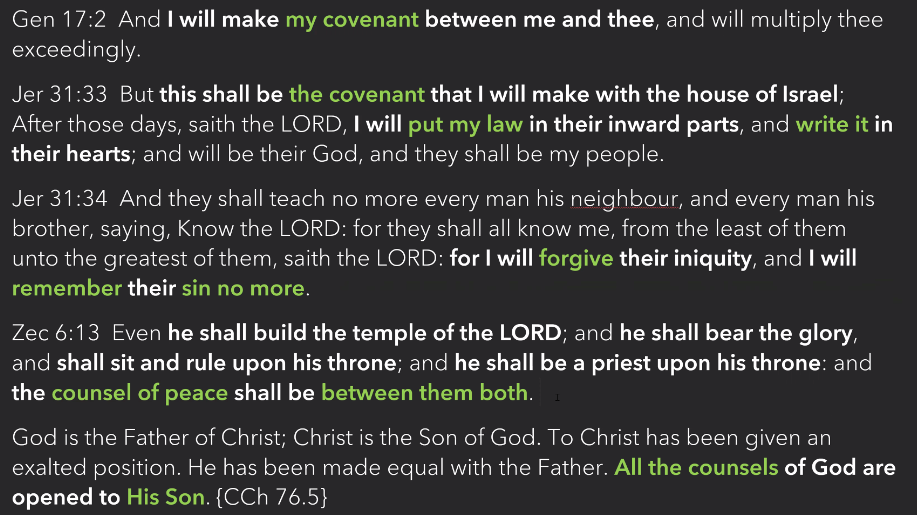 Gen 17:2  And I will make my covenant between me and thee, and will multiply thee
exceedingly.
Jer 31:33  But this shall be the covenant that I will make with the house of Israel;
After those days, saith the LORD, I will put my law in their inward parts, and write it in
their hearts; and will be their God, and they shall be my people.
Jer 31:34  And they shall teach no more every man his neighbour, and every man his
brother, saying, Know the LORD: for they shall all know me, from the least of them
unto the greatest of them, saith the LORD: for I will forgive their iniquity, and I will
remember their sin no more.
Zec 6:13  Even he shall build the temple of the LORD; and he shall bear the glory,
and shall sit and rule upon his throne; and he shall be a priest upon his throne: and
the counsel of peace shall be between them both.
God is the Father of Christ; Christ is the Son of God. To Christ has been given an
exalted position. He has been made equal with the Father. All the counsels of God are
opened to His Son. {CCh 76.5}